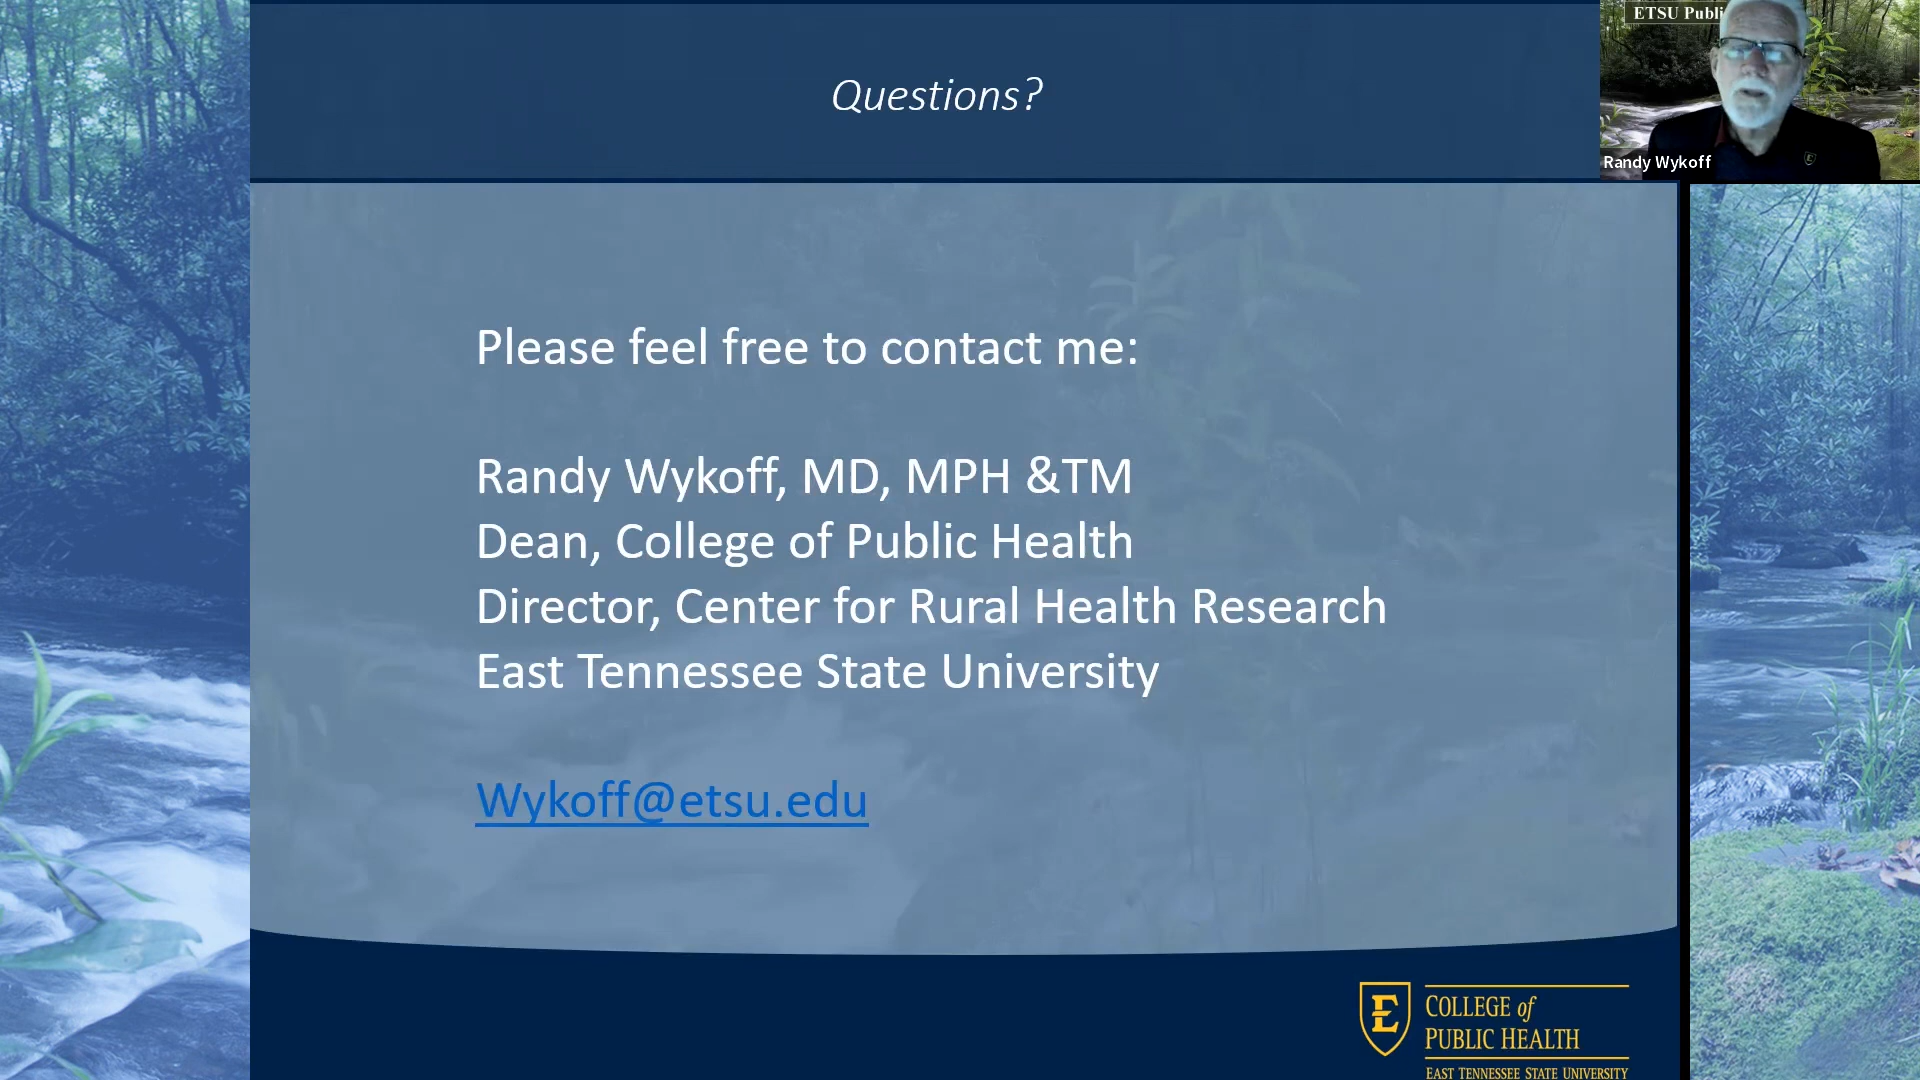 Questions?
ETSU Publi
Randy Wykoff
Please feel free to contact me:
Randy Wykoff, MD, MPH &TM
Dean, College of Public Health
Director, Center for Rural Health Research
East Tennessee State University
Wykoff@etsu.edu
E
COLLEGE of
PUBLIC HEALTH
EAST TENNESSEE STATE UNIVERSITY